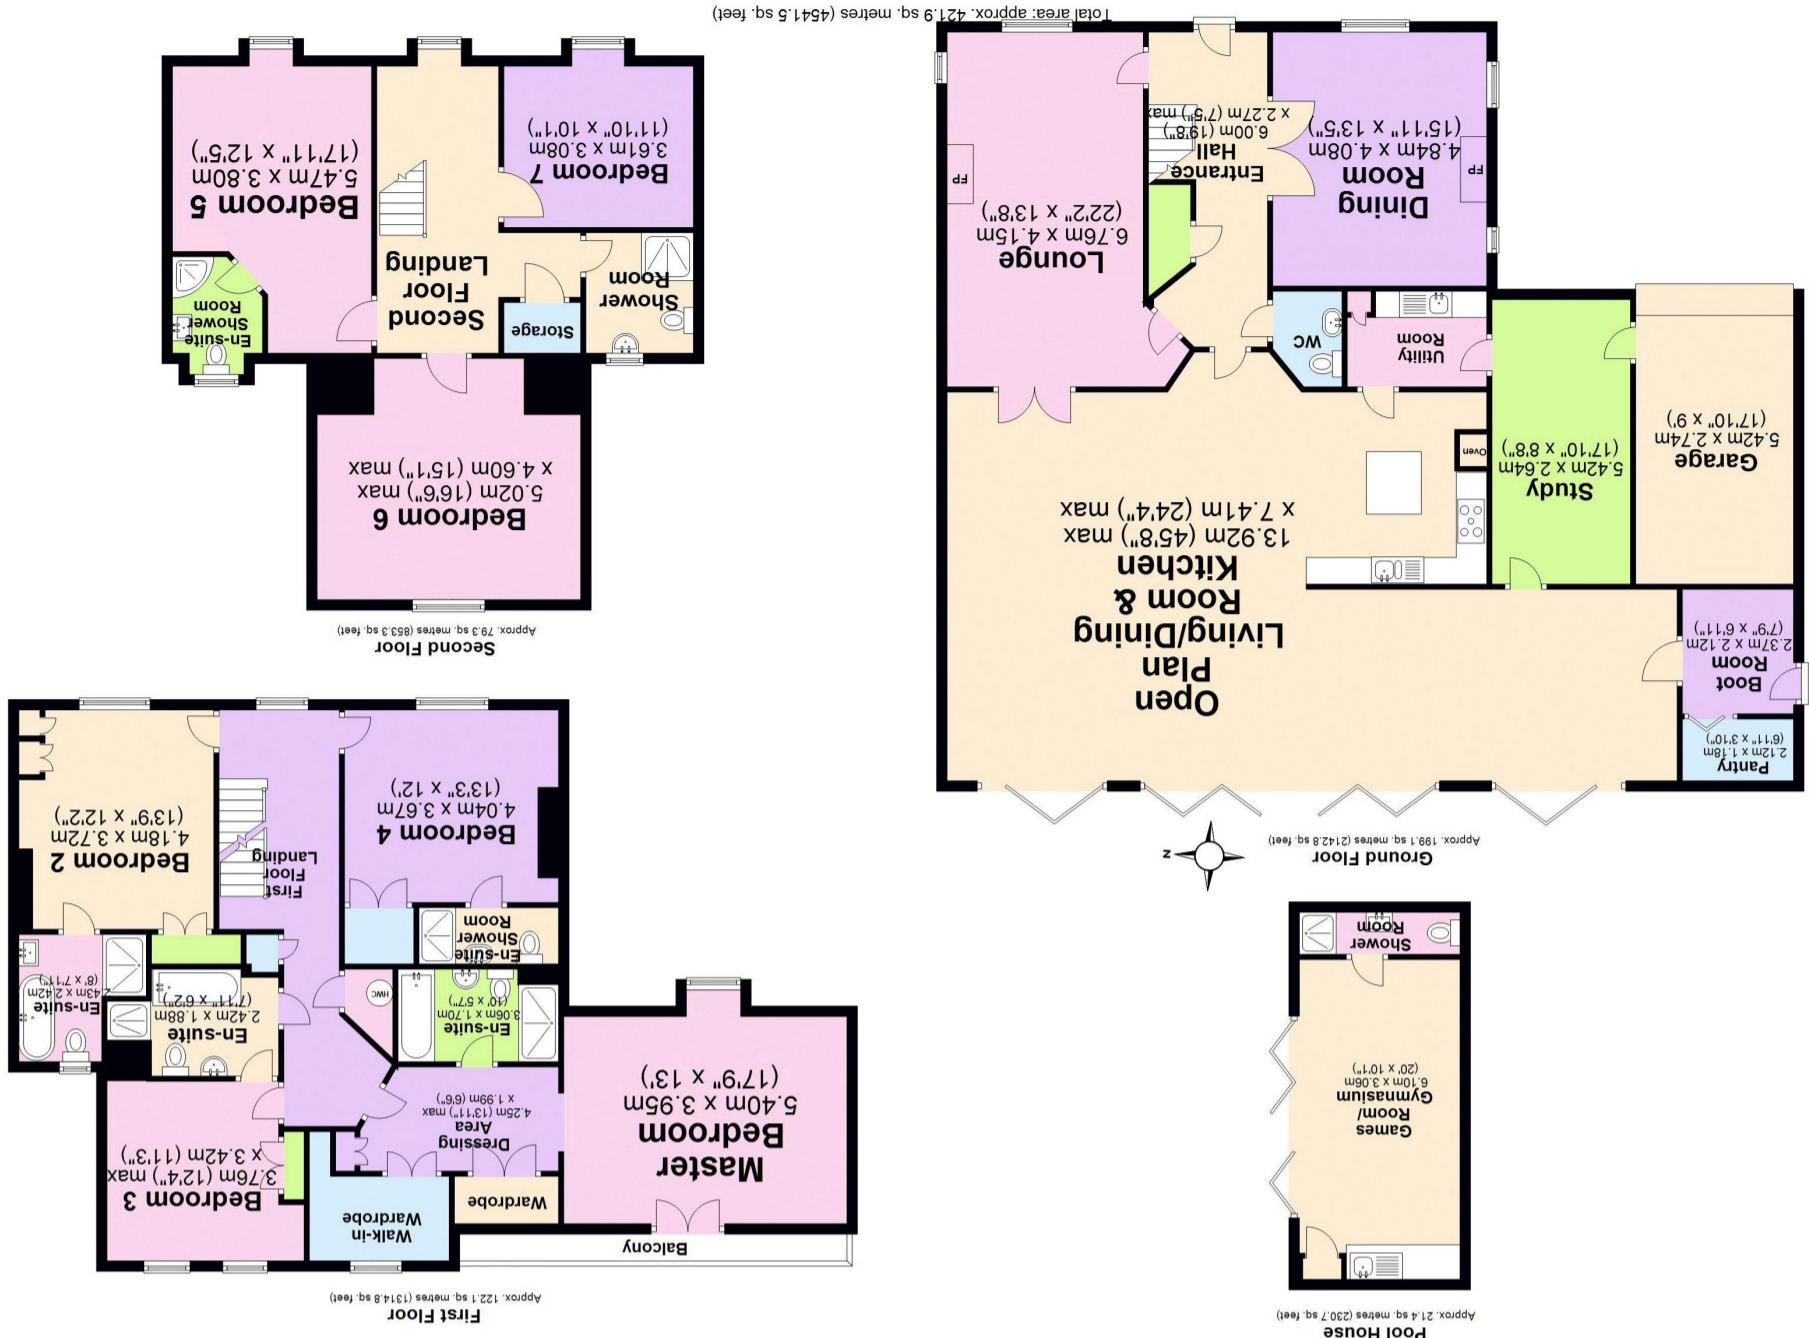 Pool House
Approx. 21.4 sq. metres (230.7 sq. feet)
Games
Room/
Gymnasium
6.10m x 3.06m
(20' x 10'1")
Shower
Room
First Floor
Approx. 122.1 sq. metres (1314.8 sq. feet)
Balcony
Master
Bedroom
5.40m x 3.95m
(17'9" x 13')
Wardrobe
Walk-in
Wardrobe
Bedroom 3
3.76m (12'4") max
x 3.42m (11'3")
Dressing
Area
4.25m (13'11") max
x 1.99m (6'6")
En-suite
3.06m x 1.70m
(10' x 5'7")
HWC
En-suite
2.42m x 1.88m
(7'11" x 6'2")
En-suite
2.43m x 2.42m
(8' x 7'11")
En-suite
Shower
Room
First
Floor
Landing
Bedroom 4
4.04m x 3.67m
(13'3" x 12')
Bedroom 2
4.18m x 3.72m
(13'9" x 12'2")
Ground Floor
Approx. 199.1 sq. metres (2142.8 sq. feet)
N
Pantry
2.12m x 1.18m
(6'11" x 3'10")
Boot
Room
2.37m x 2.12m
(7'9" x 6'11")
Open
Plan
Living/Dining
Room &
Kitchen
13.92m (45'8") max
x 7.41m (24'4") max
Garage
5.42m x 2.74m
(17'10" x 9')
Study
5.42m x 2.64m
(17'10" x 8'8")
Oven
Utility
Room
WC
Lounge
6.76m x 4.15m
(22'2" x 13'8")
Dining
Room
4.84m x 4.08m
(15'11" x 13'5")
FP
Entrance
Hall
6.00m (19'8")
x 2.27m (7'5") max
FP
Second Floor
Approx. 79.3 sq. metres (853.3 sq. feet)
Bedroom 6
5.02m (16'6") max
x 4.60m (15'1") max
Storage
Shower
Room
Second
Floor
Landing
En-suite
Shower
Room
Bedroom 7
3.61m x 3.08m
(11'10" x 10'1")
Bedroom 5
5.47m x 3.80m
(17'11" x 12'5")
Total area: approx. 421.9 sq. metres (4541.5 sq. feet)